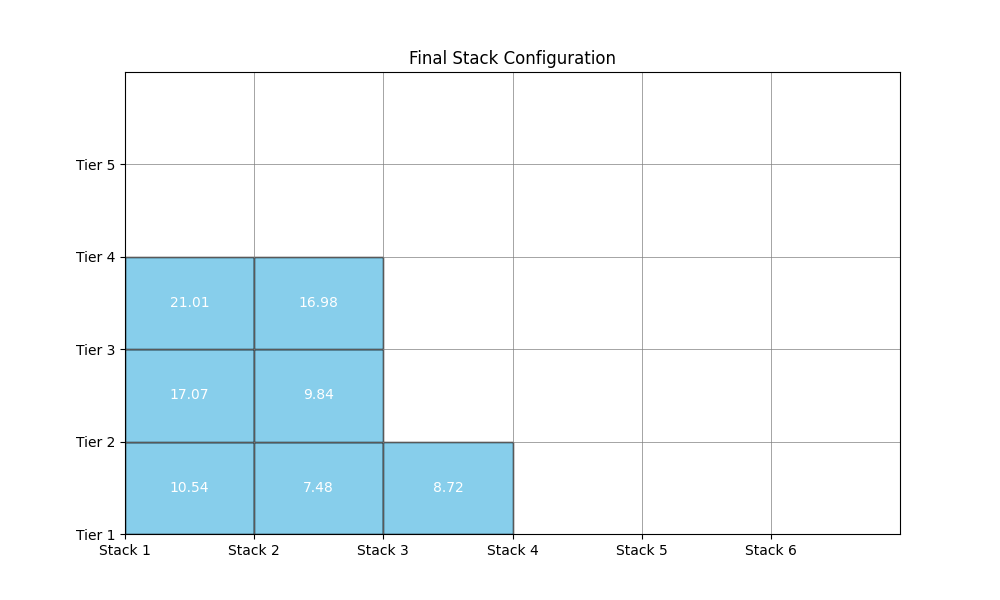 Final Stack Configuration
Tier 5
Tier 4
21.01 16.98
Tier 3
17.07 9.84
Tier 2
10.54 7.48 8.72
Tier 1
Stack 1 Stack 2 Stack 3 Stack 4 Stack 5 Stack 6